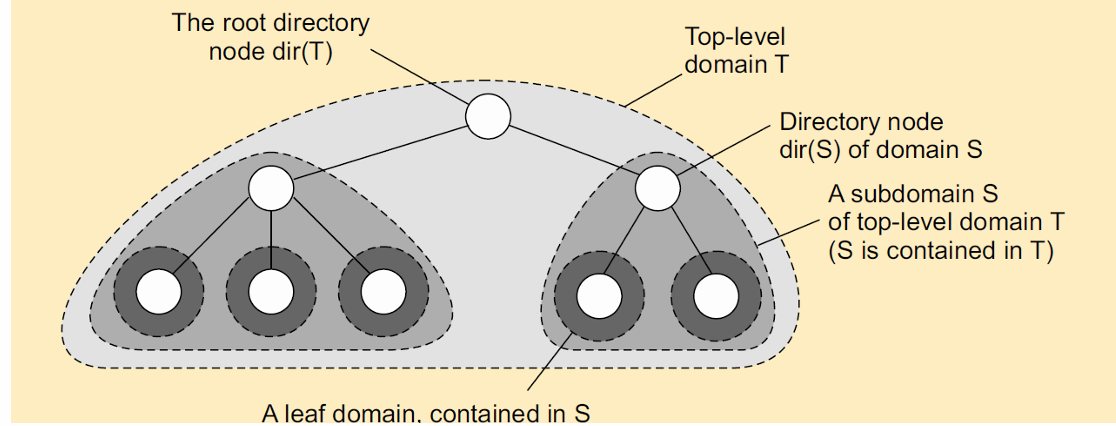 The root directory
node dir(T)
Top-level
domain T
Directory node
dir(S) of domain S
A subdomain S
of top-level domain T
(S is contained in T)
A leaf domain, contained in S